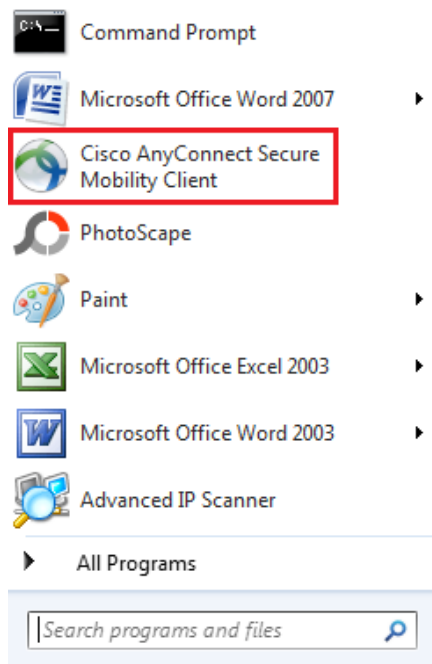 C:\
Command Prompt
Microsoft Office Word 2007
Cisco AnyConnect Secure
Mobility Client
PhotoScape
Paint
Microsoft Office Excel 2003
Microsoft Office Word 2003
Advanced IP Scanner
All Programs
Search programs and files